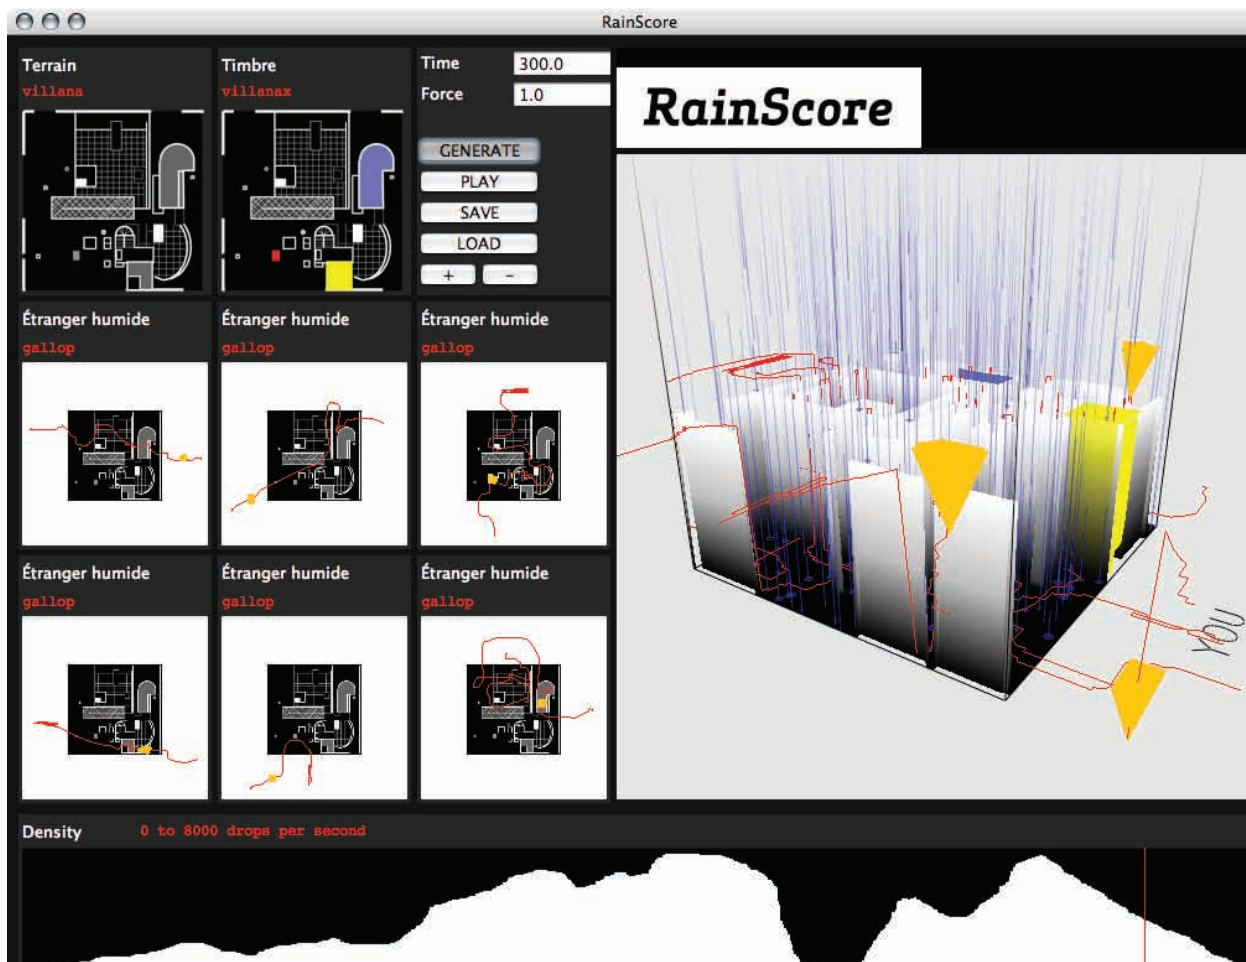 RainScore
Terrain
villana
Timbre
villanax
Time 300.0
Force 1.0
GENERATE
PLAY
SAVE
LOAD
+ -
RainScore
Étranger humide
gallop
Étranger humide
gallop
Étranger humide
gallop
Étranger humide
gallop
Étranger humide
gallop
Étranger humide
gallop
YOU
Density 0 to 8000 drops per second